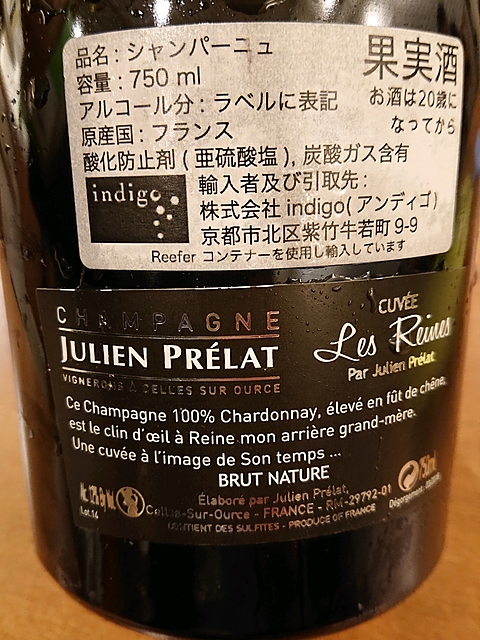 品名：シャンパーニュ
果実酒
容量：750 ml
お酒は20歳に
なってから
アルコール分：ラベルに表記
原産国：フランス
酸化防止剤(亜硫酸塩), 炭酸ガス含有
indigo
輸入者及び引取先：
株式会社 indigo(アンディゴ)
京都市北区紫竹牛若町 9-9
Reefer コンテナーを使用し輸入しています
CHAMPAGNE
JULIEN PRÉLAT
VIGNERONS À CELLES SUR OURCE
CUVÉE
Les Reines
Par Julien Prélat
Ce Champagne 100% Chardonnay, élevé en fût de chêne,
est le clin d'œil à Reine mon arrière grand-mère.
Une cuvée à l'image de Son temps ...
BRUT NATURE
Alc. 12% by Vol.
Lot.14
Élaboré par Julien Prélat,
Celles-Sur-Ource - FRANCE - RM-29792-01
CONTIENT DES SULFITES - PRODUCE OF FRANCE
Dégorgement: